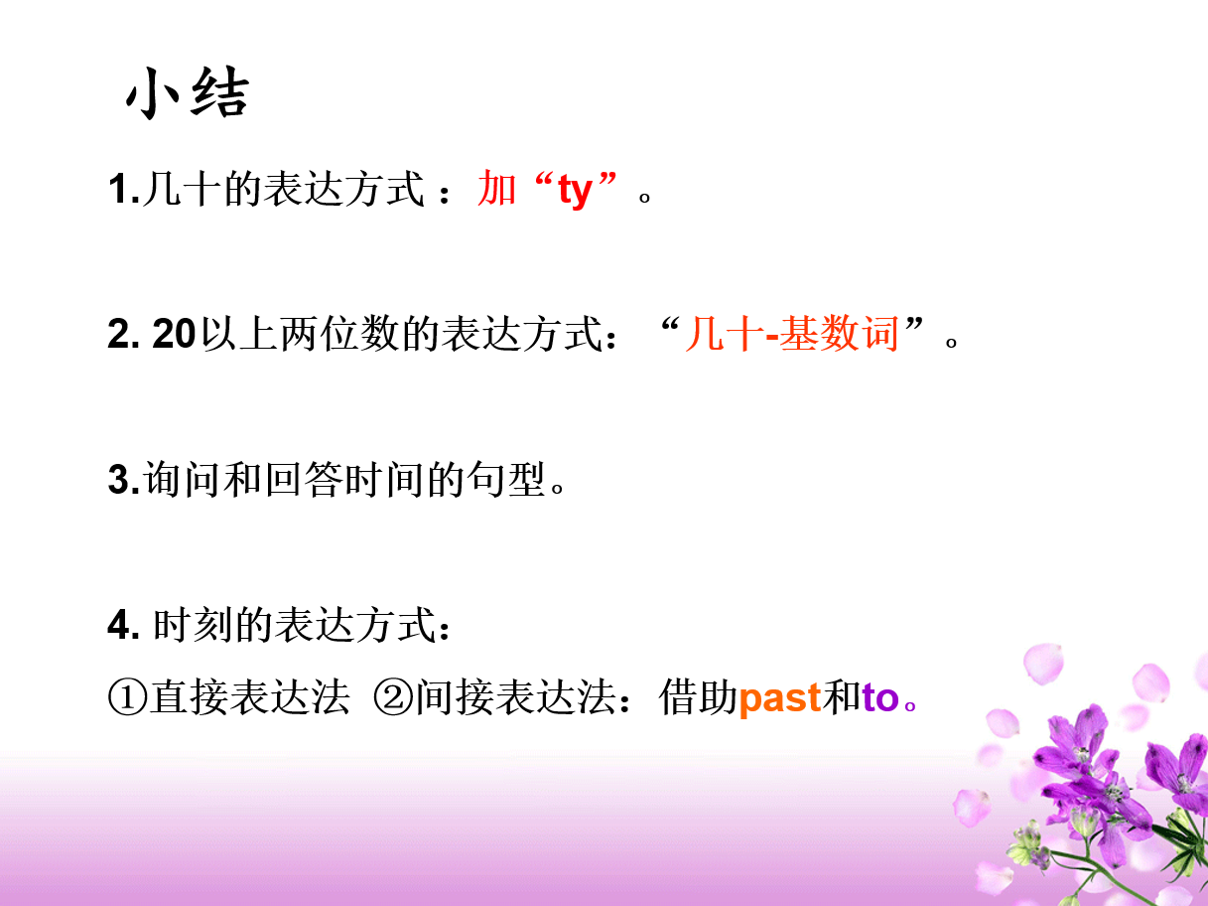 小结
1.几十的表达方式 ：加“ty”。
2. 20以上两位数的表达方式：“几十-基数词”。
3.询问和回答时间的句型。
4. 时刻的表达方式：
①直接表达法 ②间接表达法：借助past和to。